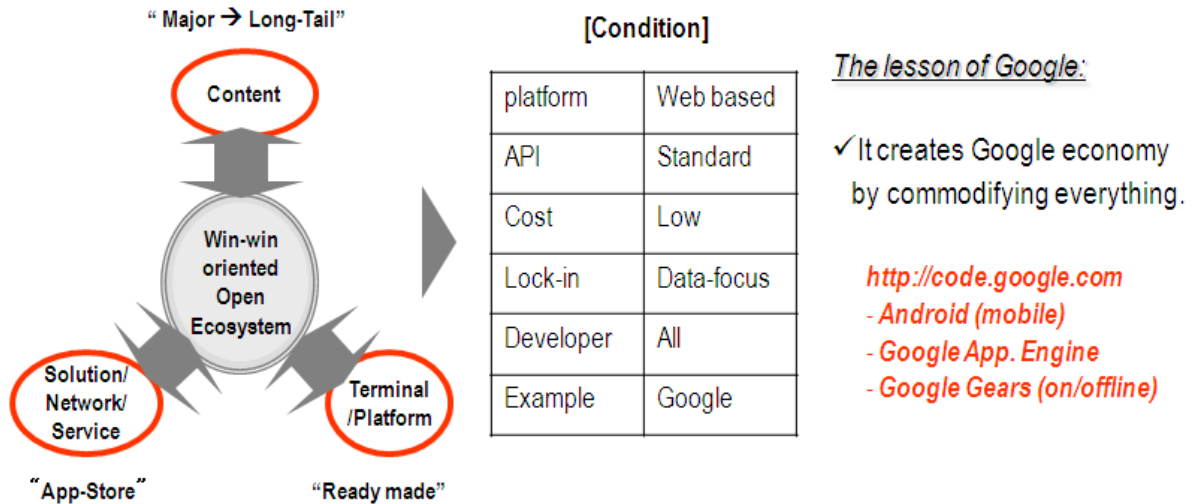 “ Major → Long-Tail”
Content
Win-win
oriented
Open
Ecosystem
Solution/
Network/
Service
Terminal
/Platform
“App-Store”
“Ready made”
[Condition]
platform Web based
API Standard
Cost Low
Lock-in Data-focus
Developer All
Example Google
The lesson of Google:
✓It creates Google economy
by commodifying everything.
http://code.google.com
- Android (mobile)
- Google App. Engine
- Google Gears (on/offline)